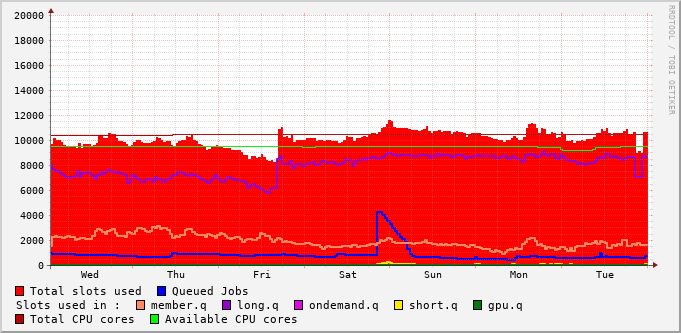 20000
18000
16000
14000
12000
10000
8000
6000
4000
2000
0
Wed Thu Fri Sat Sun Mon Tue
RRDTOOL / TOBI OETIKER
Total slots used Queued Jobs
Slots used in : member.q long.q ondemand.q short.q gpu.q
Total CPU cores Available CPU cores